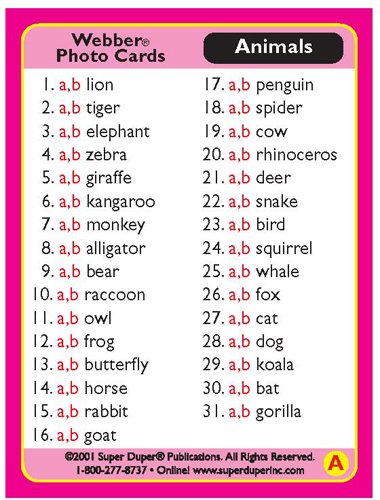 Webber®
Photo Cards
Animals
1. a,b lion
2. a,b tiger
3. a,b elephant
4. a,b zebra
5. a,b giraffe
6. a,b kangaroo
7. a,b monkey
8. a,b alligator
9. a,b bear
10. a,b raccoon
11. a,b owl
12. a,b frog
13. a,b butterfly
14. a,b horse
15. a,b rabbit
16. a,b goat
17. a,b penguin
18. a,b spider
19. a,b cow
20. a,b rhinoceros
21. a,b deer
22. a,b snake
23. a,b bird
24. a,b squirrel
25. a,b whale
26. a,b fox
27. a,b cat
28. a,b dog
29. a,b koala
30. a,b bat
31. a,b gorilla
©2001 Super Duper® Publications. All Rights Reserved.
1-800-277-8737 • Online! www.superduperinc.com
A